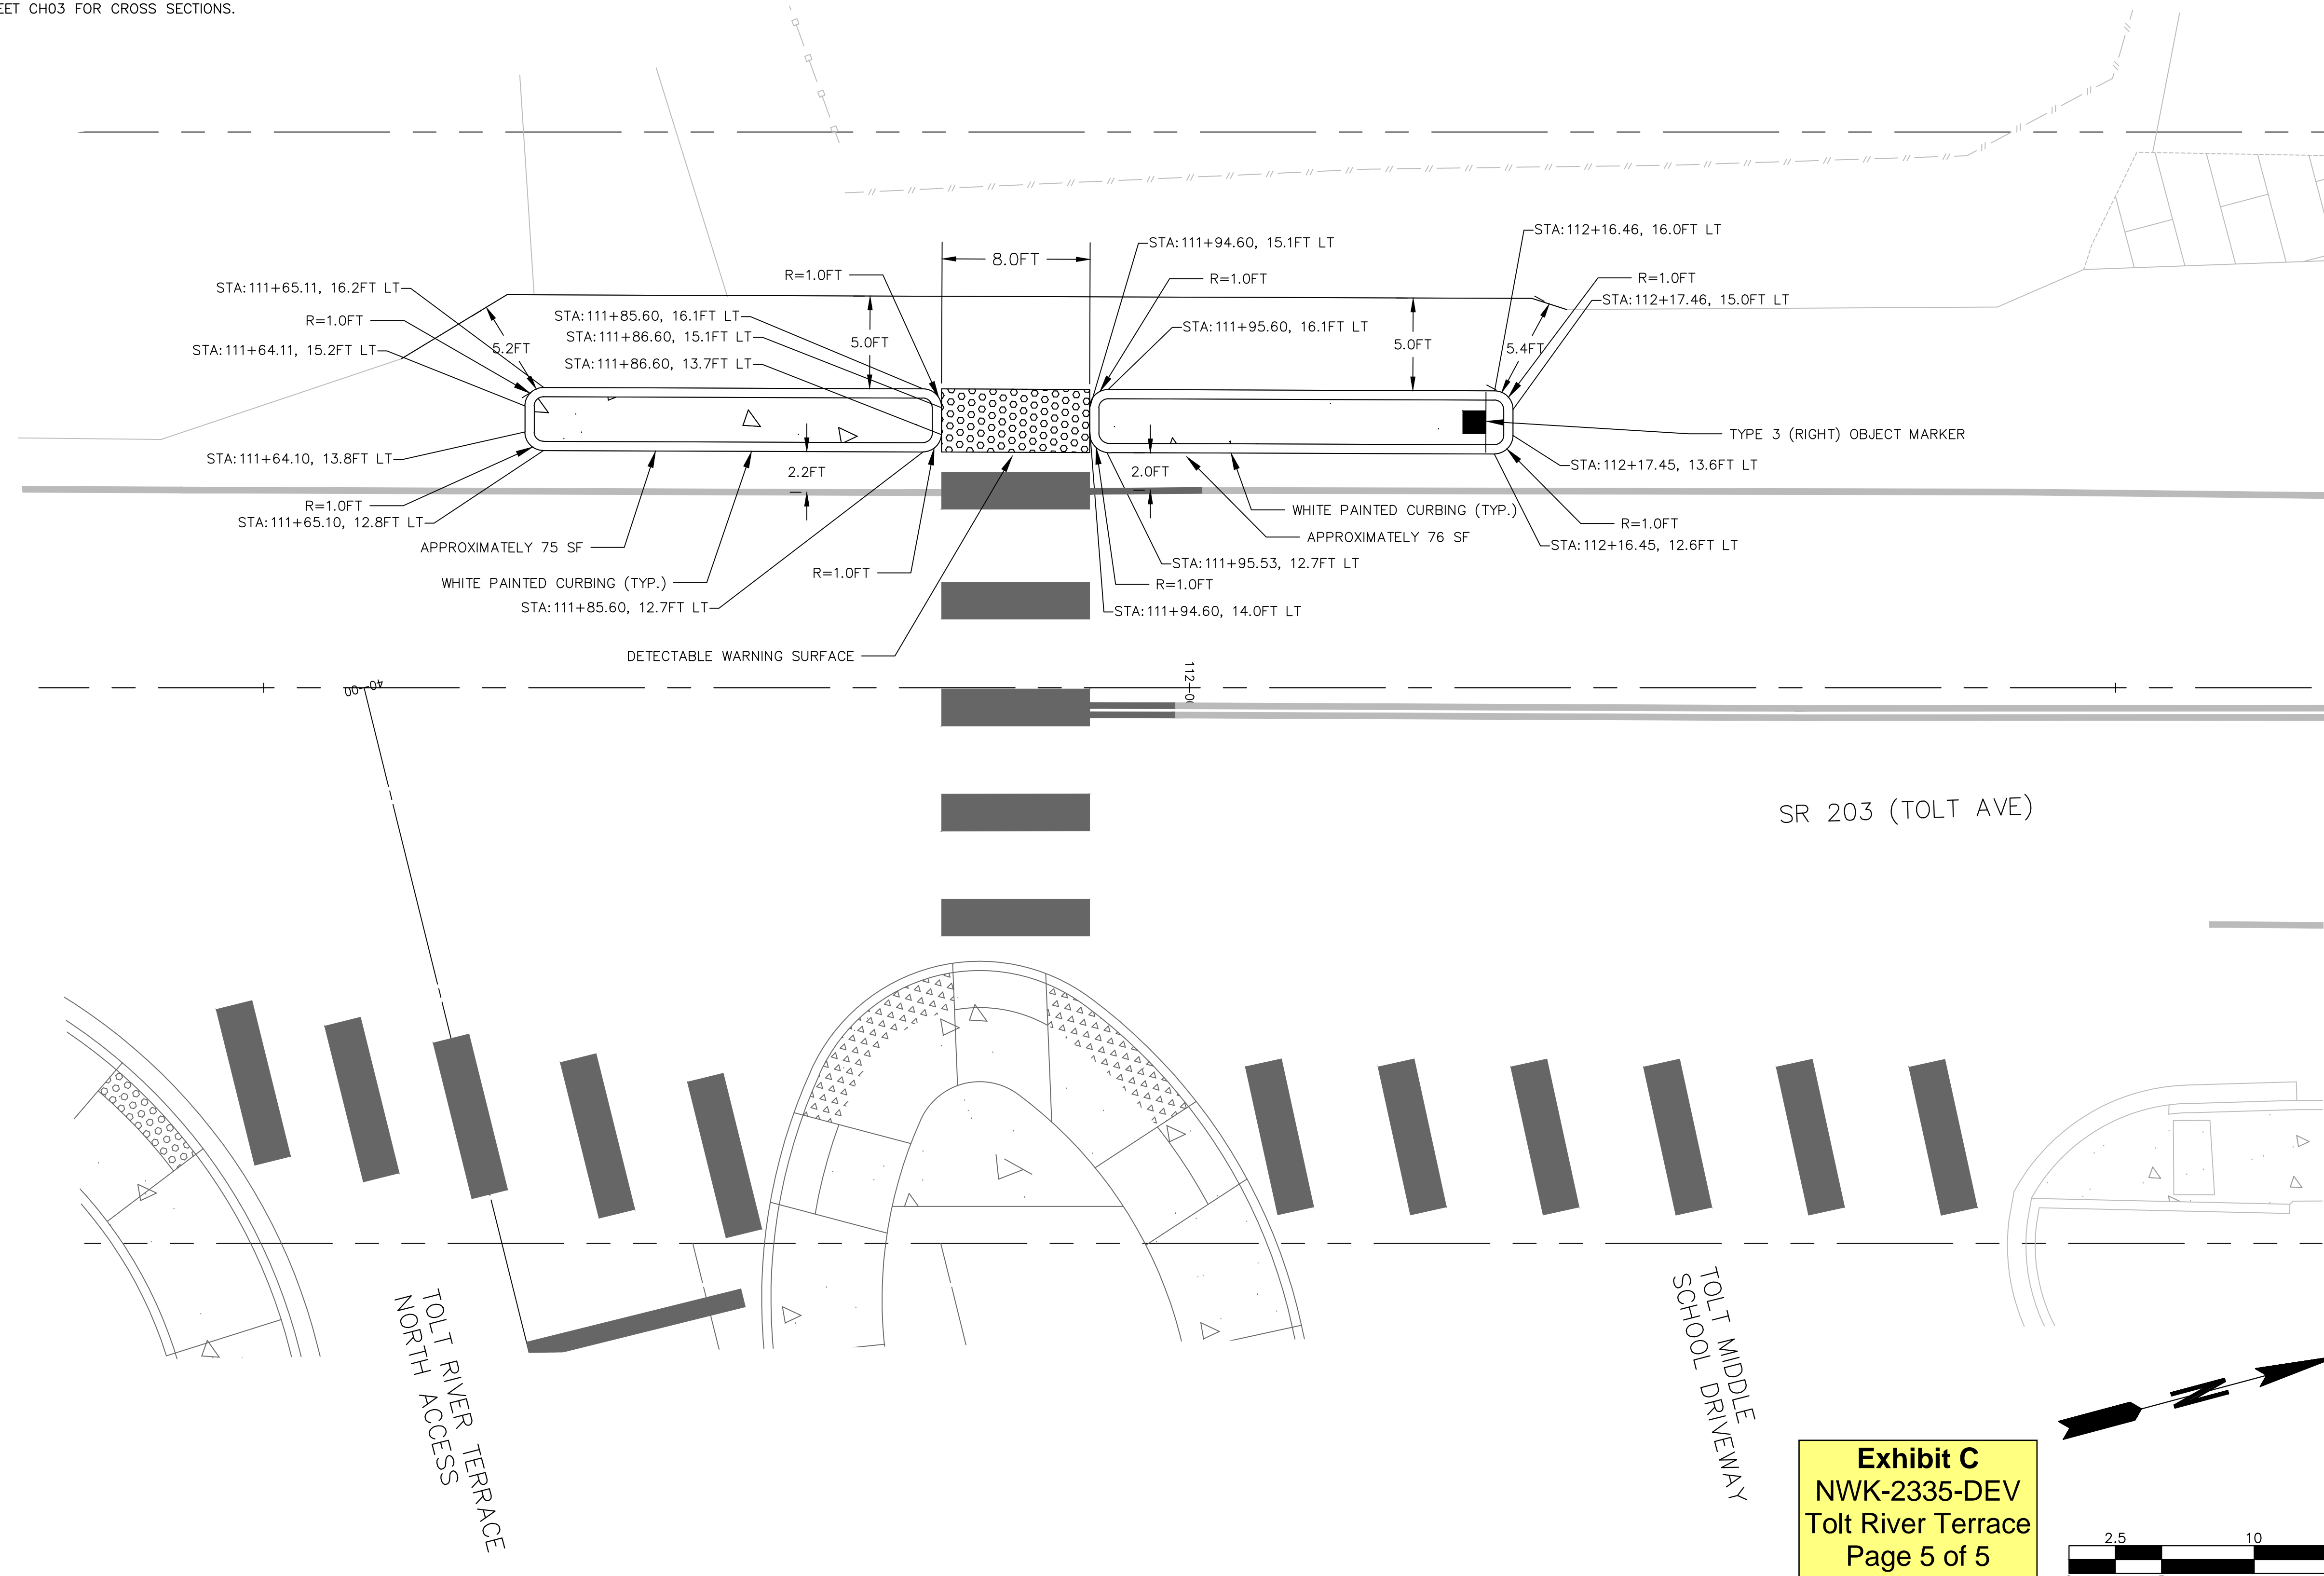 CH03 FOR CROSS SECTIONS.
8.0FT
STA:111+94.60, 15.1FT LT
STA:112+16.46, 16.0FT LT
R=1.0FT
R=1.0FT
R=1.0FT
STA:111+65.11, 16.2FT LT
STA:112+17.46, 15.0FT LT
R=1.0FT
STA:111+85.60, 16.1FT LT
STA:111+95.60, 16.1FT LT
STA:111+86.60, 15.1FT LT
5.0FT
5.0FT
5.2FT
5.4FT
STA:111+64.11, 15.2FT LT
STA:111+86.60, 13.7FT LT
TYPE 3 (RIGHT) OBJECT MARKER
STA:111+64.10, 13.8FT LT
STA:112+17.45, 13.6FT LT
2.2FT
2.0FT
R=1.0FT
WHITE PAINTED CURBING (TYP.)
STA:111+65.10, 12.8FT LT
R=1.0FT
APPROXIMATELY 76 SF
APPROXIMATELY 75 SF
STA:112+16.45, 12.6FT LT
STA:111+95.53, 12.7FT LT
R=1.0FT
WHITE PAINTED CURBING (TYP.)
R=1.0FT
STA:111+85.60, 12.7FT LT
STA:111+94.60, 14.0FT LT
DETECTABLE WARNING SURFACE
40+00
SR 203 (TOLT AVE)
TOLT RIVER TERRACE
NORTH ACCESS
TOLT MIDDLE
SCHOOL DRIVEWAY
N
Exhibit C
NWK-2335-DEV
Tolt River Terrace
Page 5 of 5
2.5
10